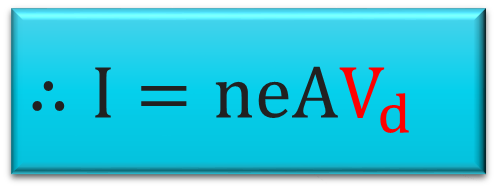 ∴ I = neAV_d